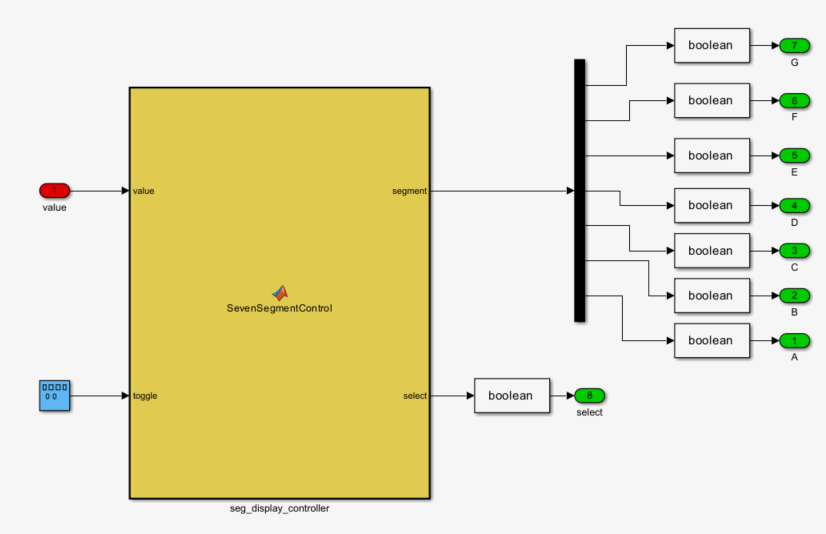 boolean
7
G
boolean
6
F
boolean
5
E
1
value
value
segment
boolean
4
D
boolean
3
C
SevenSegmentControl
boolean
2
B
boolean
1
A
toggle
select
boolean
8
select
seg_display_controller